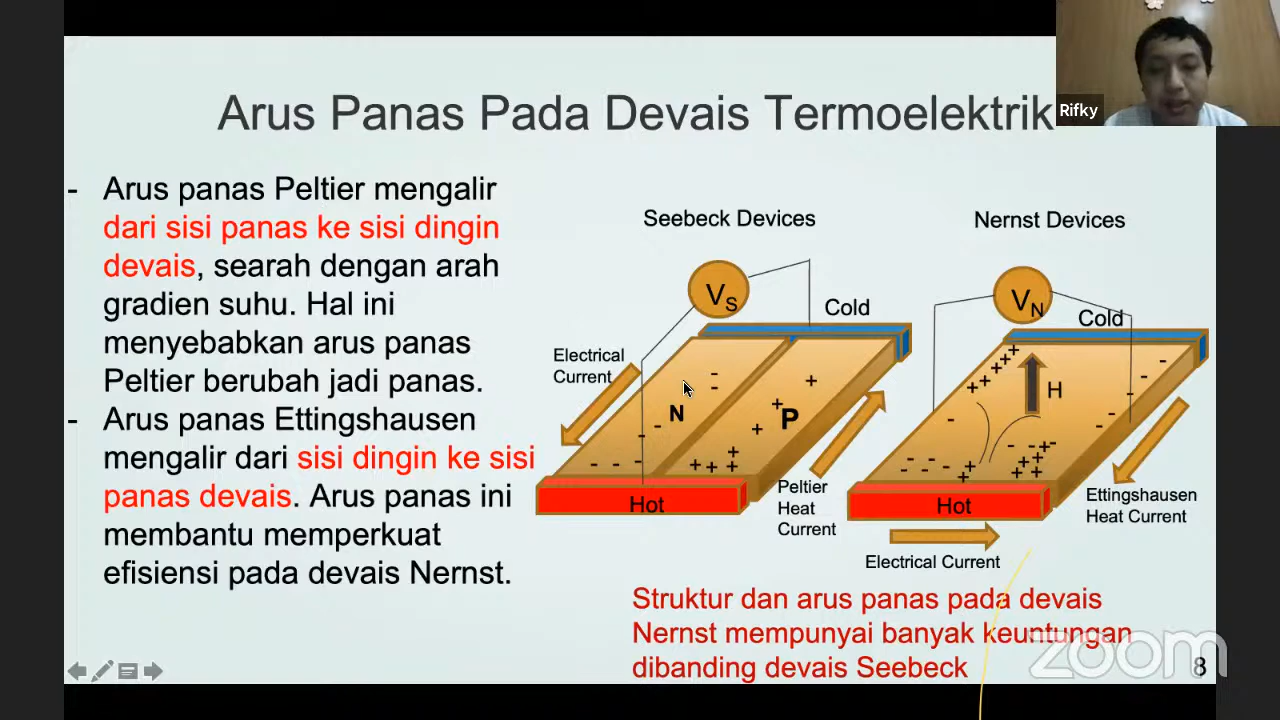 Rifky
Arus Panas Pada Devais Termoelektrik
- Arus panas Peltier mengalir
dari sisi panas ke sisi dingin
devais, searah dengan arah
gradien suhu. Hal ini
menyebabkan arus panas
Peltier berubah jadi panas.
- Arus panas Ettingshausen
mengalir dari sisi dingin ke sisi
panas devais. Arus panas ini
membantu memperkuat
efisiensi pada devais Nernst.
Seebeck Devices
VS
Cold
Electrical
Current
N
P
Hot
Peltier
Heat
Current
Nernst Devices
VN
Cold
H
Hot
Ettingshausen
Heat Current
Electrical Current
Struktur dan arus panas pada devais
Nernst mempunyai banyak keuntungan
dibanding devais Seebeck
zoom
8